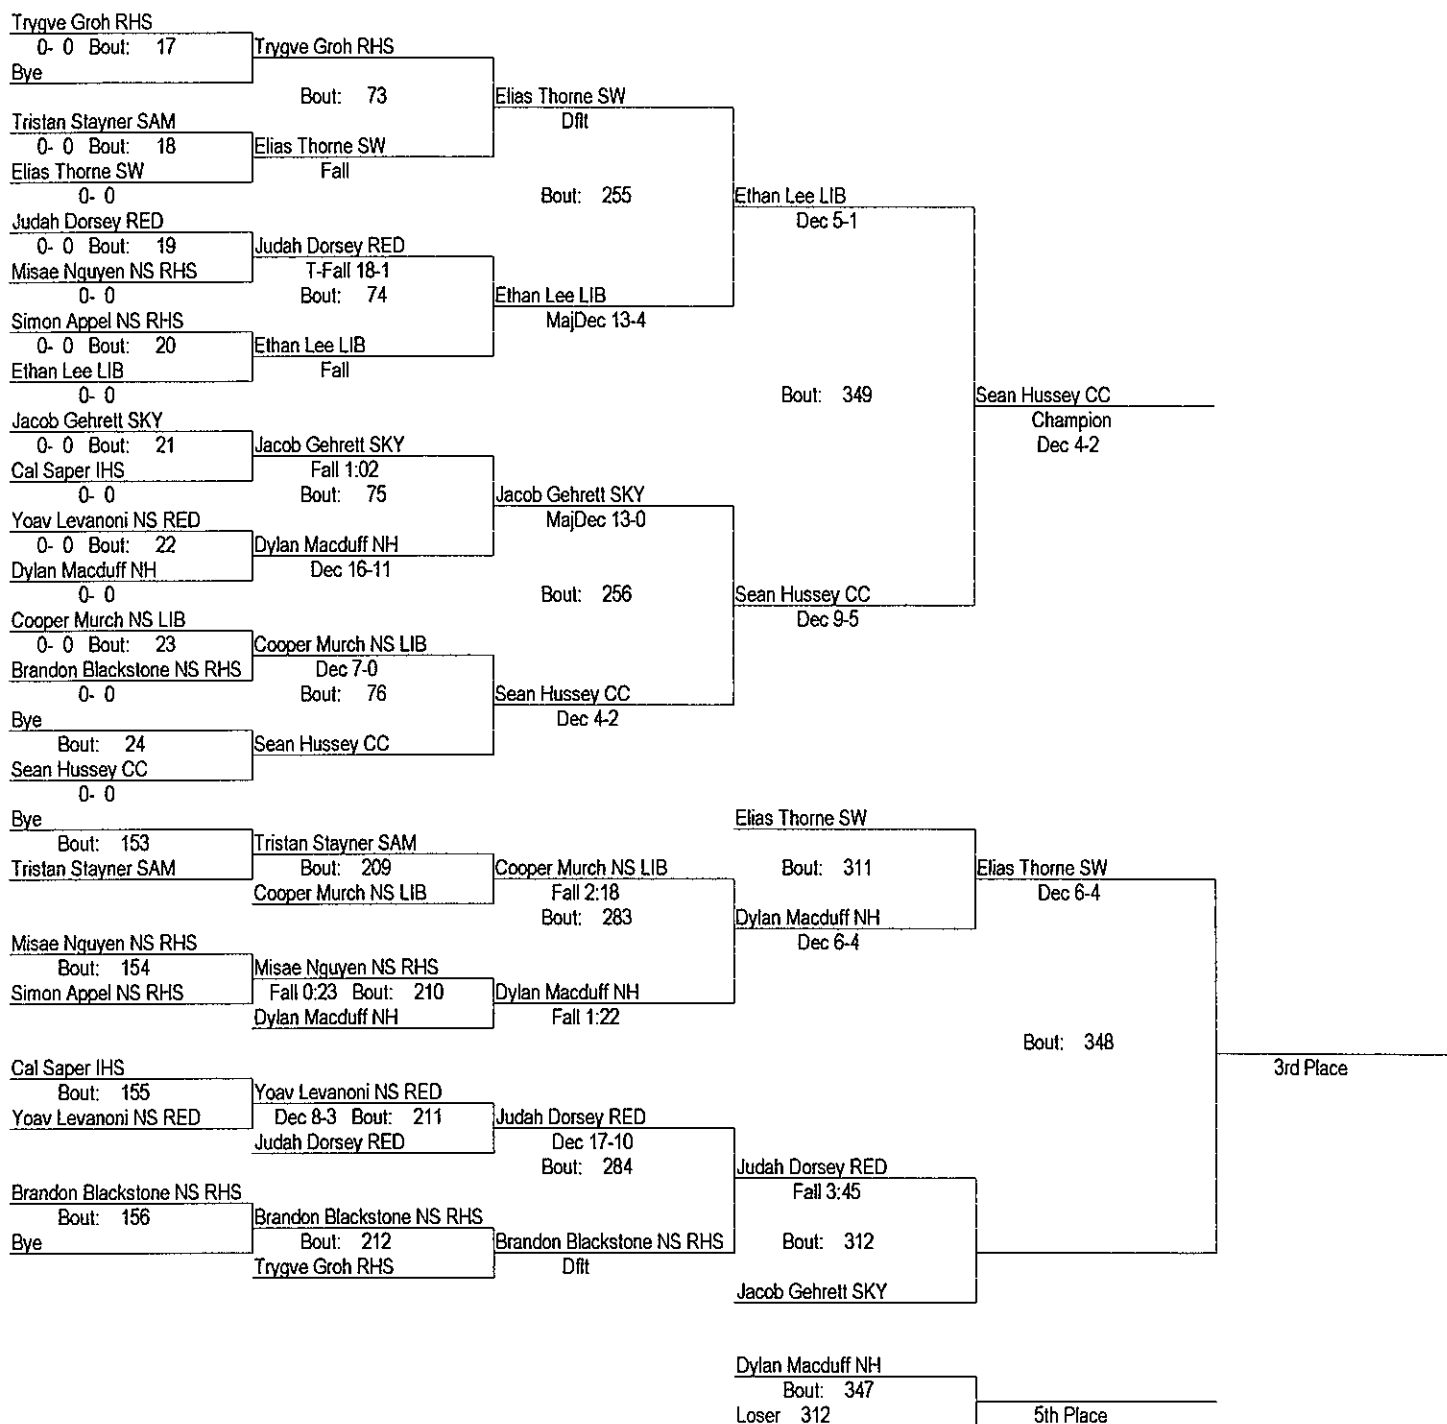 Trygve Groh RHS
0- 0 Bout: 17
Trygve Groh RHS
Bye
Bout: 73
Elias Thorne SW
Dflt
Tristan Stayner SAM
0- 0 Bout: 18
Elias Thorne SW
Elias Thorne SW
Fall
0- 0
Bout: 255
Ethan Lee LIB
Dec 5-1
Judah Dorsey RED
0- 0 Bout: 19
Judah Dorsey RED
Misae Nguyen NS RHS
T-Fall 18-1
0- 0
Bout: 74
Ethan Lee LIB
MajDec 13-4
Simon Appel NS RHS
0- 0 Bout: 20
Ethan Lee LIB
Ethan Lee LIB
Fall
0- 0
Bout: 349
Sean Hussey CC
Champion
Dec 4-2
Jacob Gehrett SKY
0- 0 Bout: 21
Jacob Gehrett SKY
Cal Saper IHS
Fall 1:02
0- 0
Bout: 75
Jacob Gehrett SKY
MajDec 13-0
Yoav Levanoni NS RED
0- 0 Bout: 22
Dylan Macduff NH
Dylan Macduff NH
Dec 16-11
0- 0
Bout: 256
Sean Hussey CC
Dec 9-5
Cooper Murch NS LIB
0- 0 Bout: 23
Cooper Murch NS LIB
Brandon Blackstone NS RHS
Dec 7-0
0- 0
Bout: 76
Sean Hussey CC
Dec 4-2
Bye
Bout: 24
Sean Hussey CC
Sean Hussey CC
0- 0
Bye
Bout: 153
Tristan Stayner SAM
Tristan Stayner SAM
Bout: 209
Cooper Murch NS LIB
Cooper Murch NS LIB
Fall 2:18
Bout: 283
Elias Thorne SW
Bout: 311
Elias Thorne SW
Dec 6-4
Dylan Macduff NH
Dec 6-4
Misae Nguyen NS RHS
Bout: 154
Misae Nguyen NS RHS
Simon Appel NS RHS
Fall 0:23 Bout: 210
Dylan Macduff NH
Dylan Macduff NH
Fall 1:22
Bout: 348
3rd Place
Cal Saper IHS
Bout: 155
Yoav Levanoni NS RED
Yoav Levanoni NS RED
Dec 8-3 Bout: 211
Judah Dorsey RED
Judah Dorsey RED
Dec 17-10
Bout: 284
Judah Dorsey RED
Fall 3:45
Brandon Blackstone NS RHS
Bout: 156
Brandon Blackstone NS RHS
Bye
Bout: 212
Brandon Blackstone NS RHS
Trygve Groh RHS
Dflt
Bout: 312
Jacob Gehrett SKY
Dylan Macduff NH
Bout: 347
Loser 312
5th Place